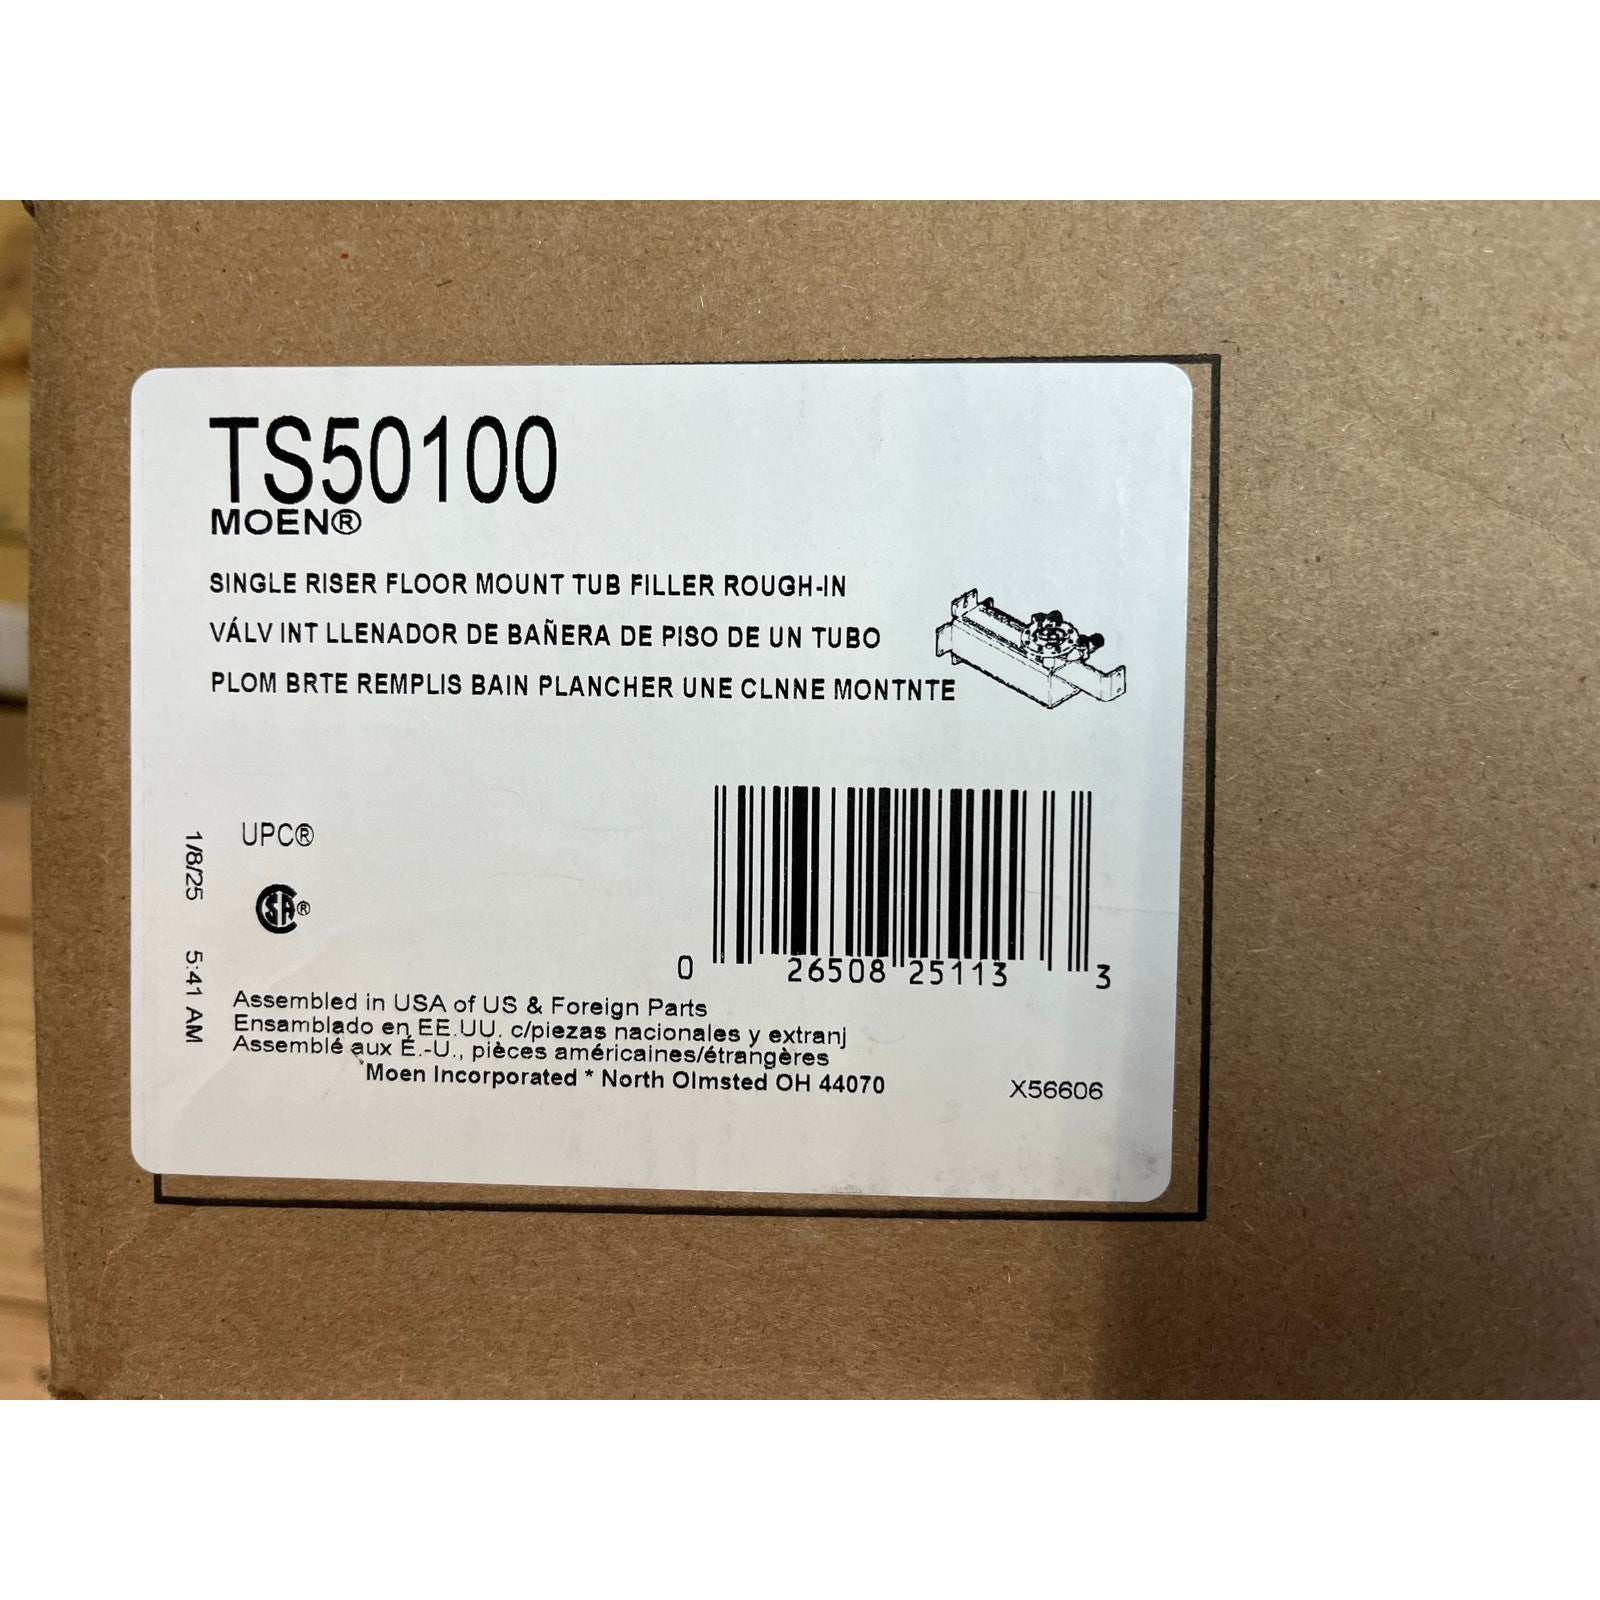 TS50100
MOEN®
SINGLE RISER FLOOR MOUNT TUB FILLER ROUGH-IN
VÁLV INT LLENADOR DE BAÑERA DE PISO DE UN TUBO
PLOM BRTE REMPLIS BAIN PLANCHER UNE CLNNE MONTNTE
1/8/25 5:41 AM
UPC®
CSA®
0 26508 25113 3
Assembled in USA of US & Foreign Parts
Ensamblado en EE.UU. c/piezas nacionales y extranj
Assemblé aux É.-U., pièces américaines/étrangères
Moen Incorporated * North Olmsted OH 44070
X56606